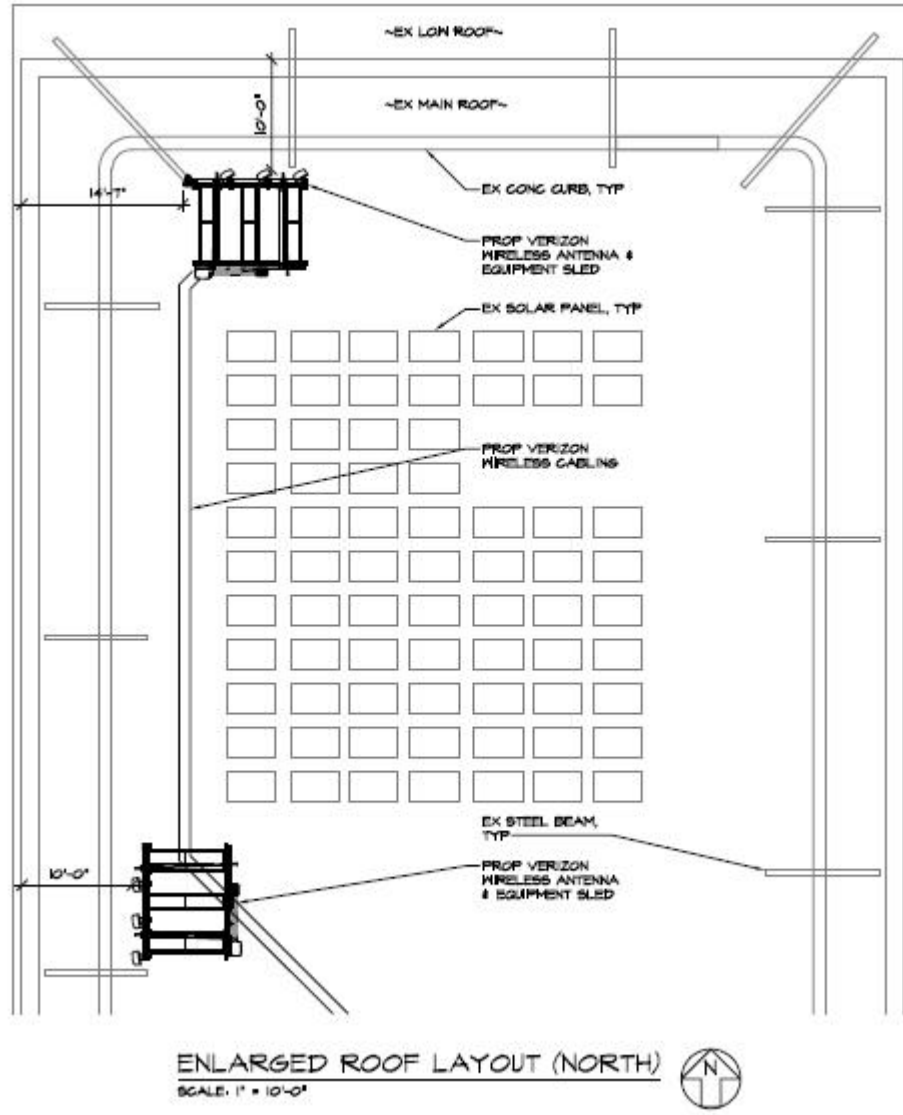 ~EX LOW ROOF~
10'-0"
~EX MAIN ROOF~
14'-7"
EX CONC CURB, TYP
PROP VERIZON
WIRELESS ANTENNA &
EQUIPMENT SLED
EX SOLAR PANEL, TYP
PROP VERIZON
WIRELESS CABLING
EX STEEL BEAM,
TYP
10'-0"
PROP VERIZON
WIRELESS ANTENNA
& EQUIPMENT SLED
ENLARGED ROOF LAYOUT (NORTH)
SCALE: 1" = 10'-0"
N